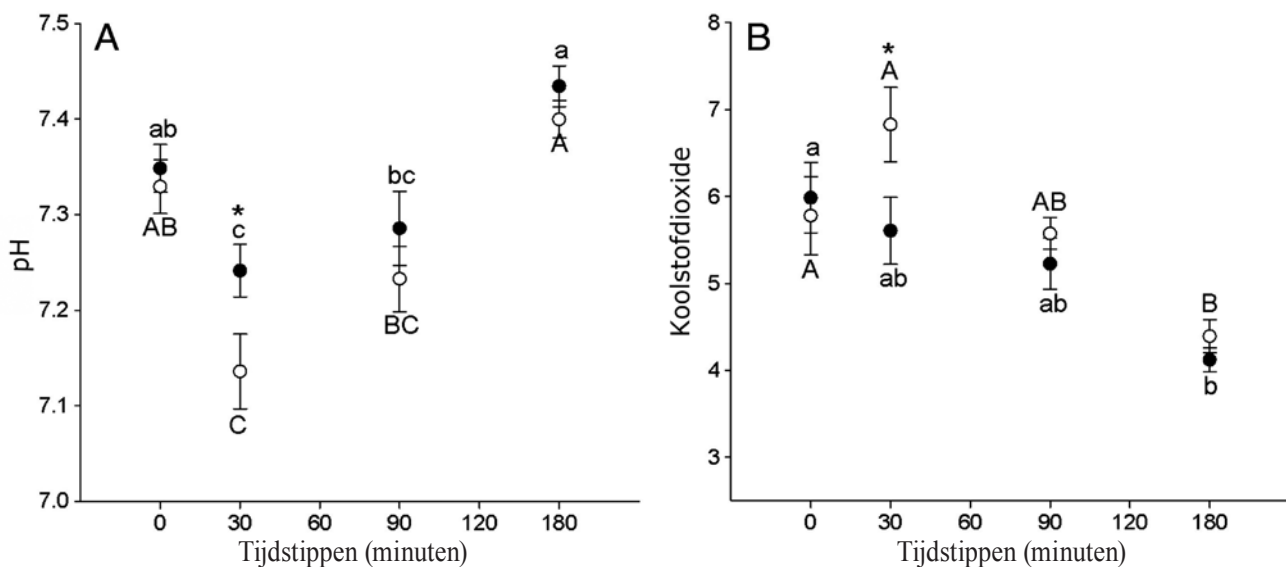 A
7.5
7.4
7.3
7.2
7.1
7.0
pH
ab
AB
*
c
C
bc
BC
a
A
0 30 60 90 120 180
Tijdstippen (minuten)
B
8
7
6
5
4
3
Koolstofdioxide
a
A
*
A
ab
AB
ab
B
b
0 30 60 90 120 180
Tijdstippen (minuten)